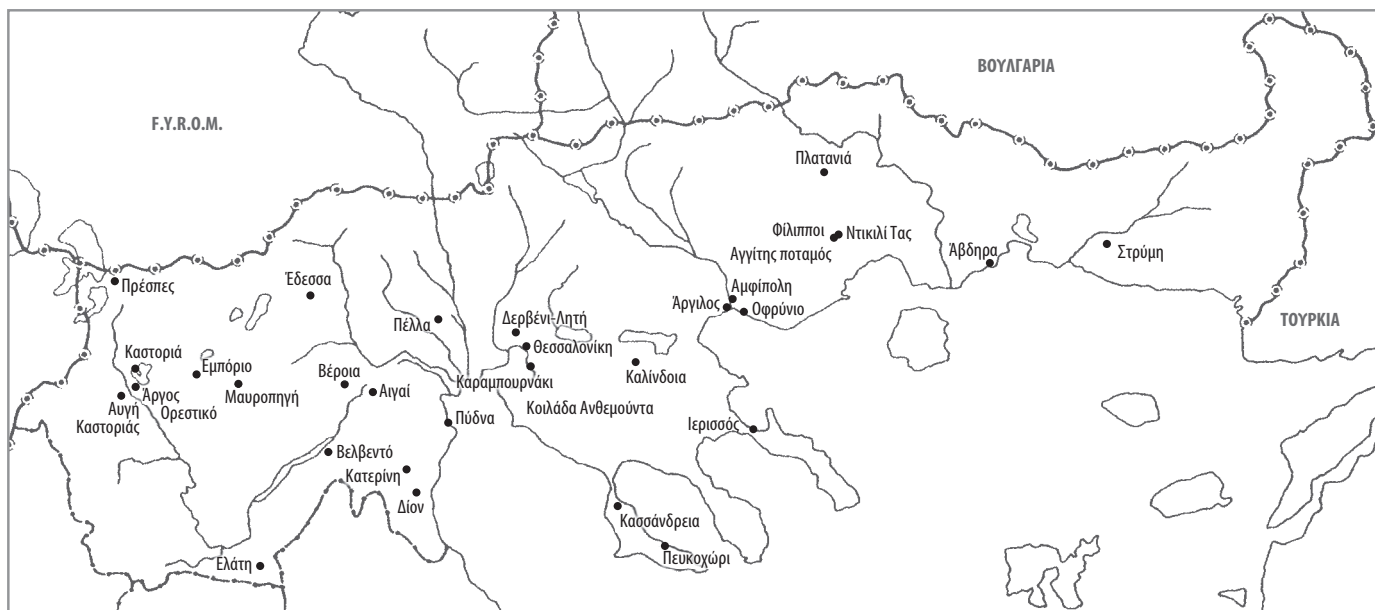 ΒΟΥΛΓΑΡΙΑ
F.Y.R.O.M.
Πλατανιά
Φίλιπποι
Ντικιλί Τας
Αγγίτης ποταμός
Στρύμη
Άβδηρα
Πρέσπες
Έδεσσα
Αμφίπολη
Άργιλος
Οφρύνιο
ΤΟΥΡΚΙΑ
Πέλλα
Δερβένι-Λητή
Θεσσαλονίκη
Καστοριά
Εμπόριο
Βέροια
Καλίνδοια
Καραμπουρνάκι
Μαυροπηγή
Αιγαί
Άργος
Ορεστικό
Αυγή
Καστοριάς
Κοιλάδα Ανθεμούντα
Πύδνα
Ιερισσός
Βελβεντό
Κατερίνη
Δίον
Κασσάνδρεια
Πευκοχώρι
Ελάτη